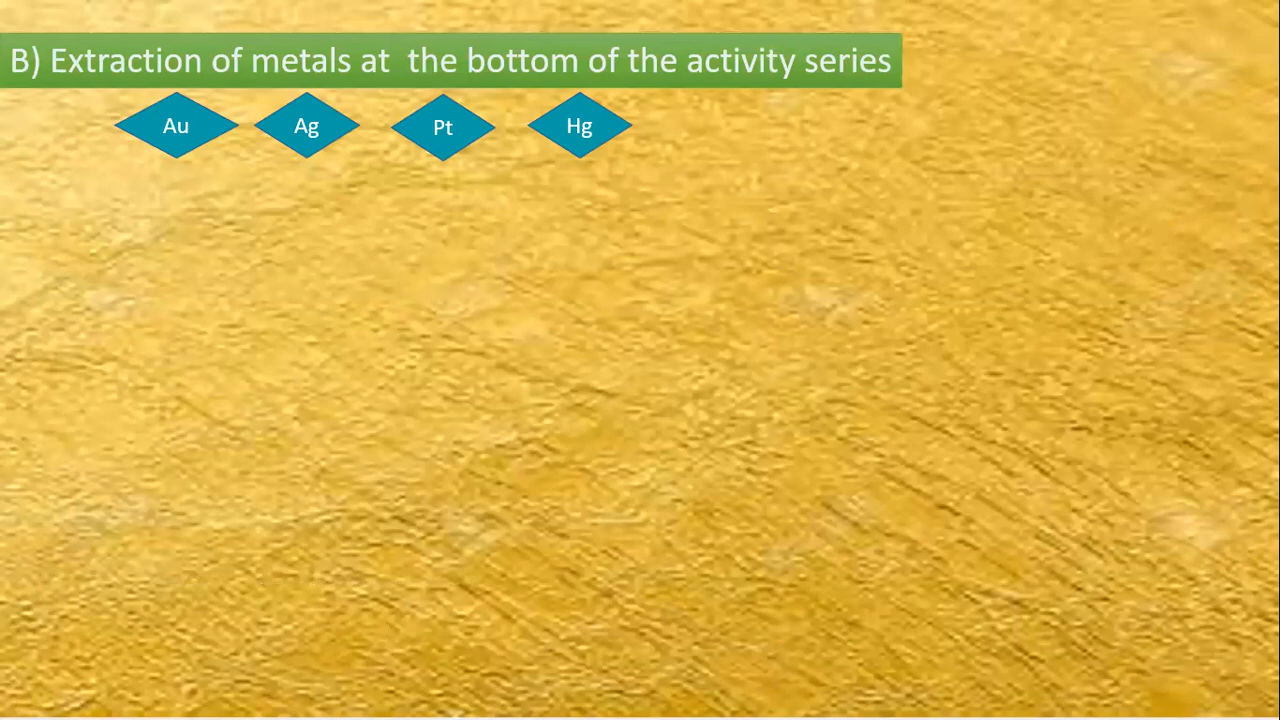 B) Extraction of metals at  the bottom of the activity series
Au Ag Pt Hg